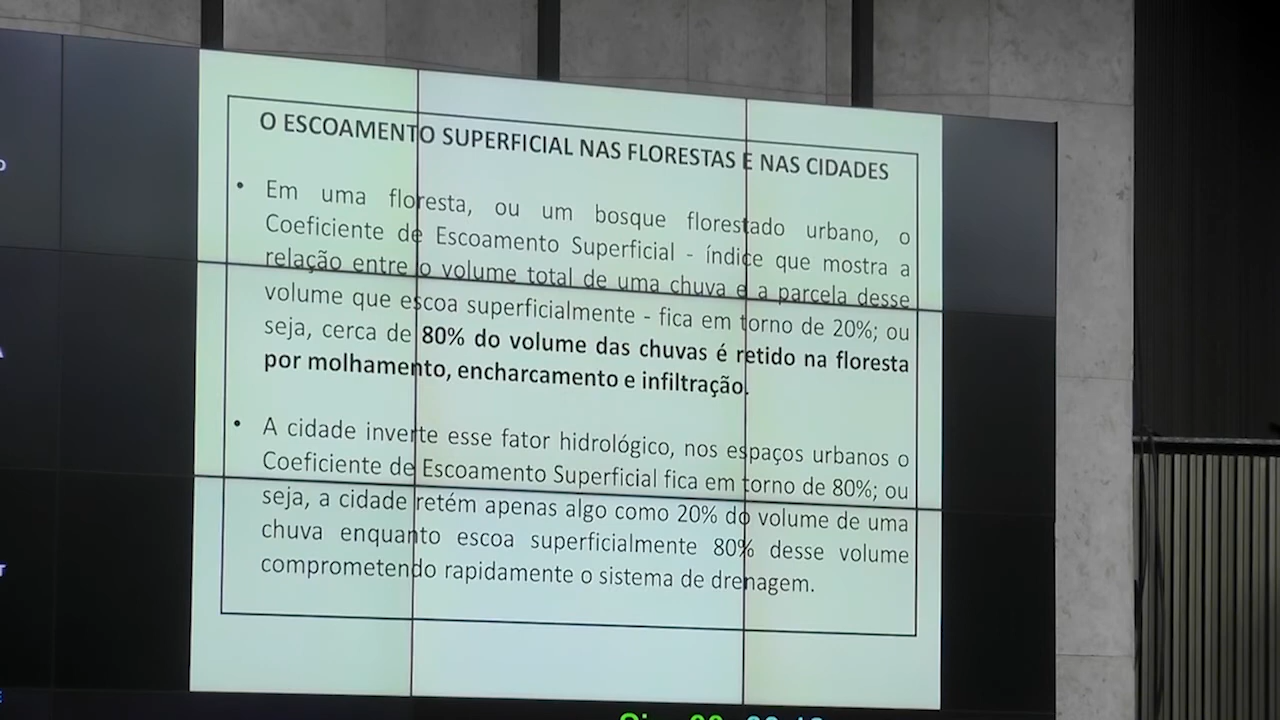 O ESCOAMENTO SUPERFICIAL NAS FLORESTAS E NAS CIDADES
• Em uma floresta, ou um bosque florestado urbano, o
Coeficiente de Escoamento Superficial - índice que mostra a
relação entre o volume total de uma chuva e a parcela desse
volume que escoa superficialmente - fica em torno de 20%; ou
seja, cerca de 80% do volume das chuvas é retido na floresta
por molhamento, encharcamento e infiltração.
• A cidade inverte esse fator hidrológico, nos espaços urbanos o
Coeficiente de Escoamento Superficial fica em torno de 80%; ou
seja, a cidade retém apenas algo como 20% do volume de uma
chuva enquanto escoa superficialmente 80% desse volume
comprometendo rapidamente o sistema de drenagem.